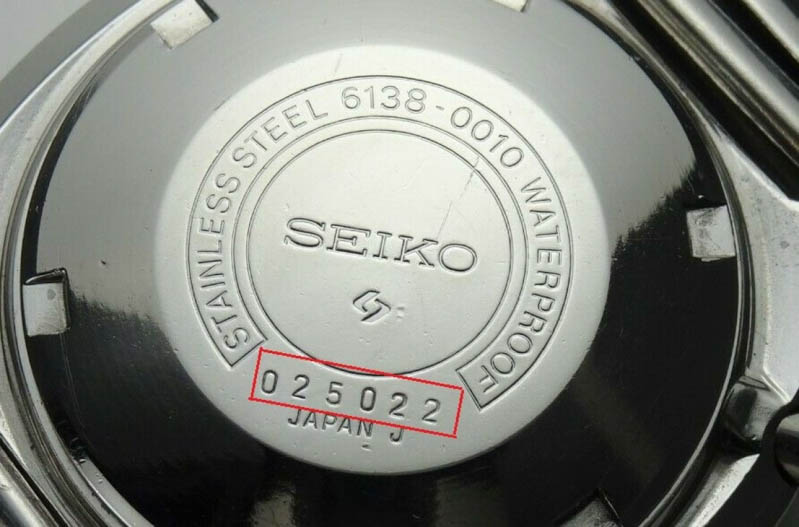 STAINLESS STEEL 6138-0010 WATERPROOF
SEIKO
025022
JAPAN J